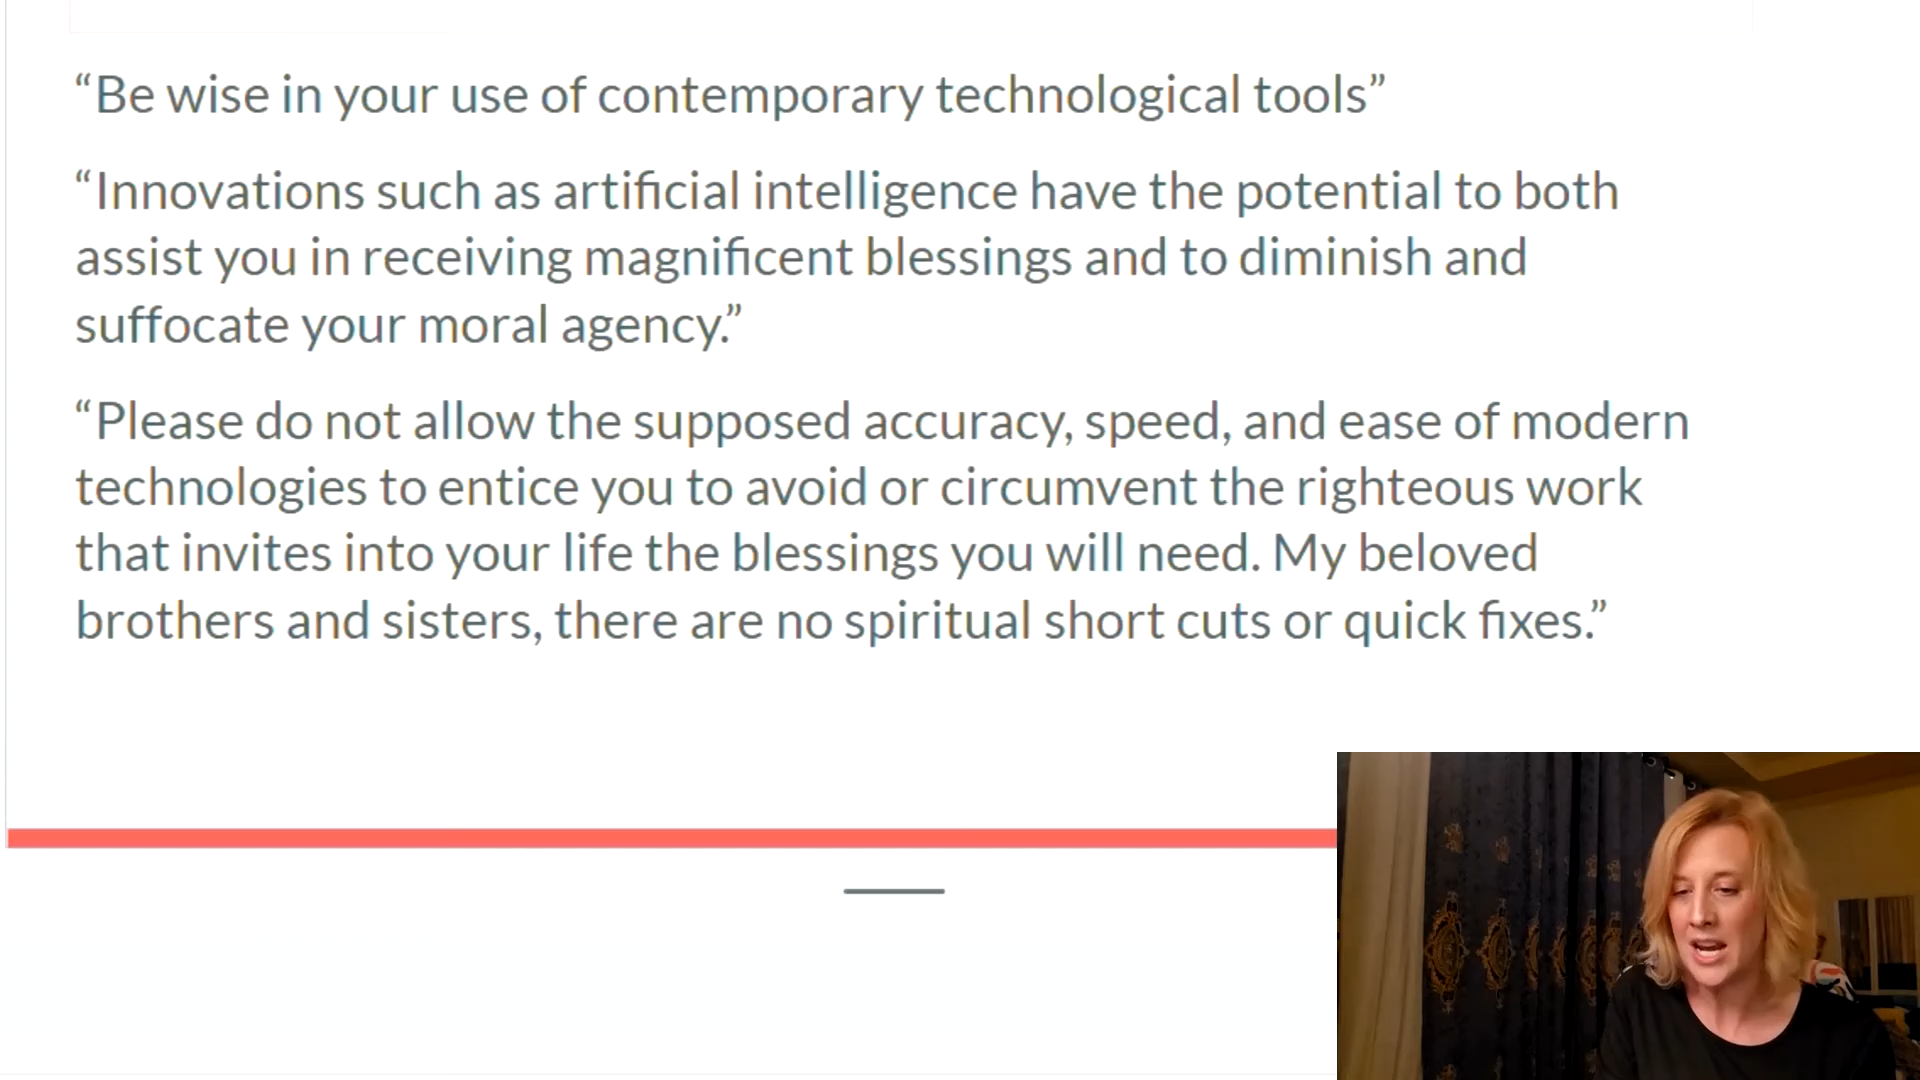 “Be wise in your use of contemporary technological tools”
“Innovations such as artificial intelligence have the potential to both
assist you in receiving magnificent blessings and to diminish and
suffocate your moral agency.”
“Please do not allow the supposed accuracy, speed, and ease of modern
technologies to entice you to avoid or circumvent the righteous work
that invites into your life the blessings you will need. My beloved
brothers and sisters, there are no spiritual short cuts or quick fixes.”